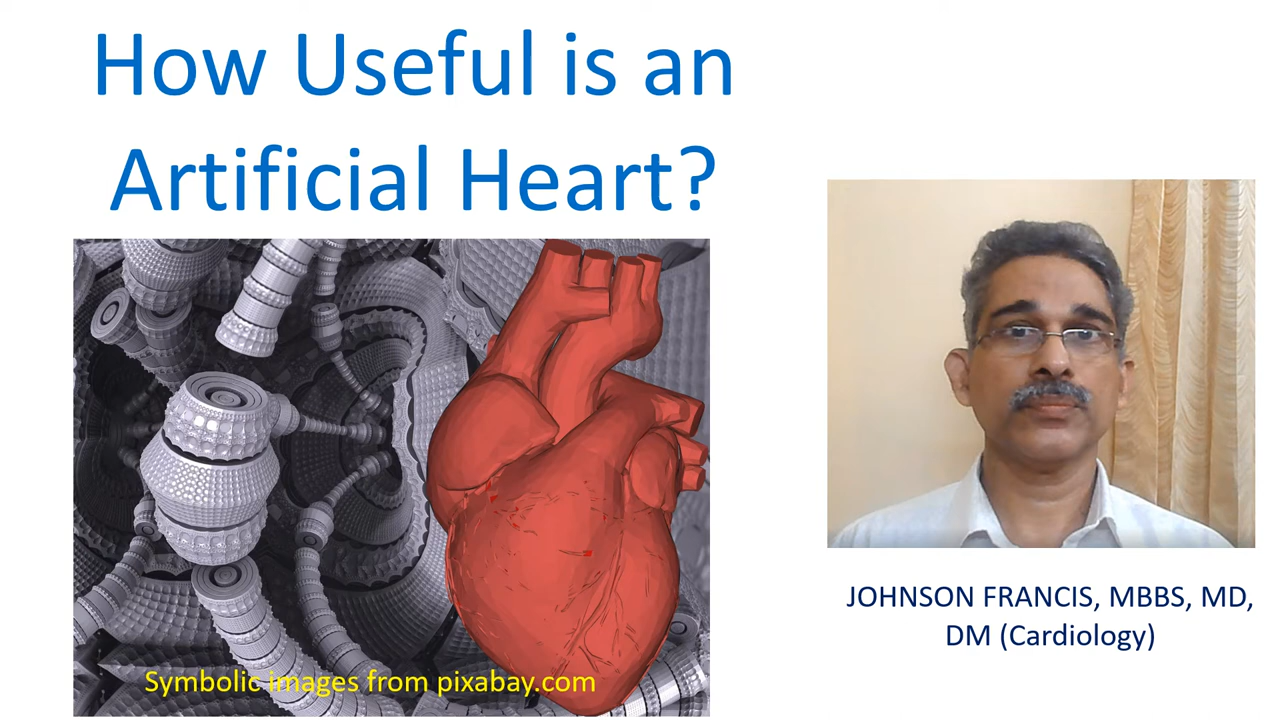 How Useful is an
Artificial Heart?
Symbolic images from pixabay.com
JOHNSON FRANCIS, MBBS, MD,
DM (Cardiology)